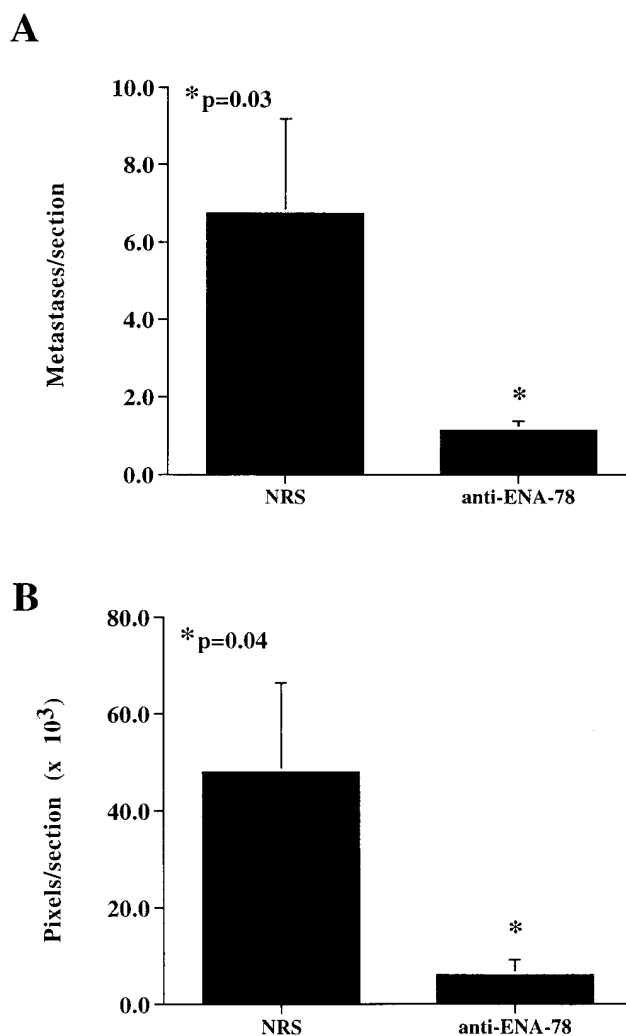 A
*p=0.03
Metastases/section
10.0
8.0
6.0
4.0
2.0
0.0
*
NRS
anti-ENA-78
B
*p=0.04
Pixels/section (x 10³)
80.0
60.0
40.0
20.0
0.0
*
NRS
anti-ENA-78